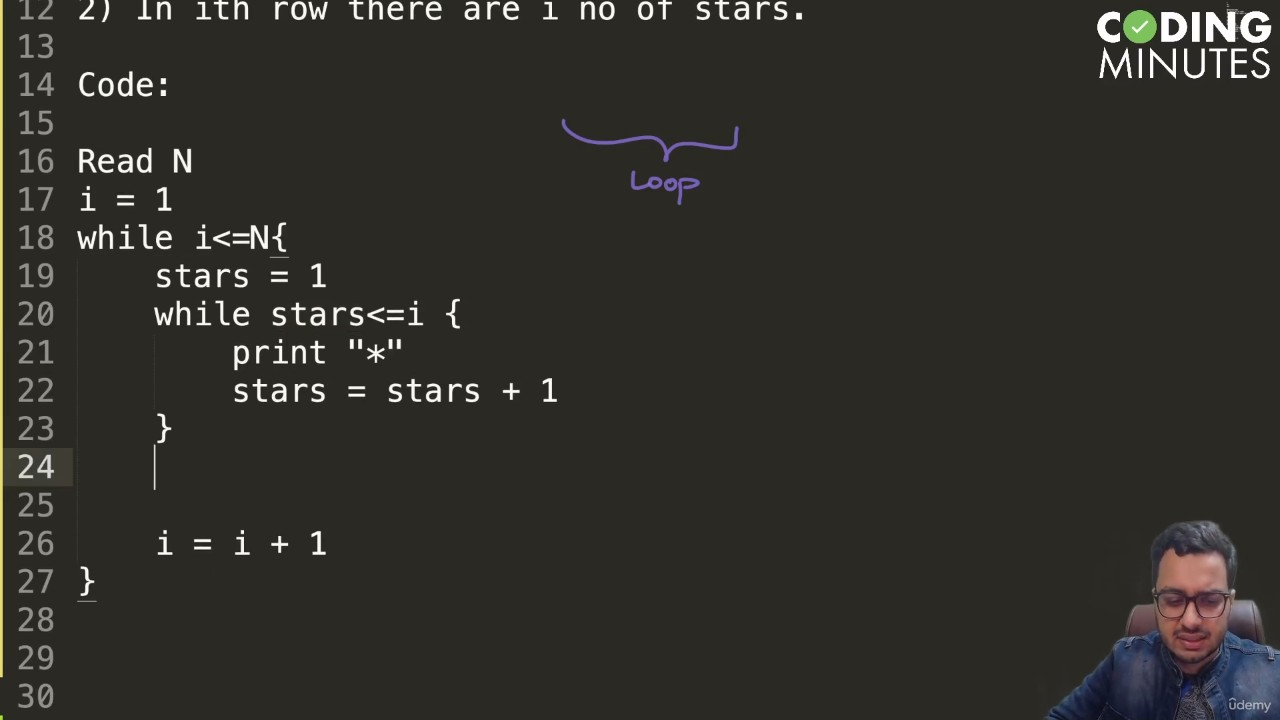 12 2) In ith row there are i no of stars.
13
14 Code:
15
16 Read N
17 i = 1
18 while i<=N{
19 stars = 1
20 while stars<=i {
21 print "*"
22 stars = stars + 1
23 }
24
25
26 i = i + 1
27 }
28
29
30
Loop
CODING
MINUTES
ûdemy